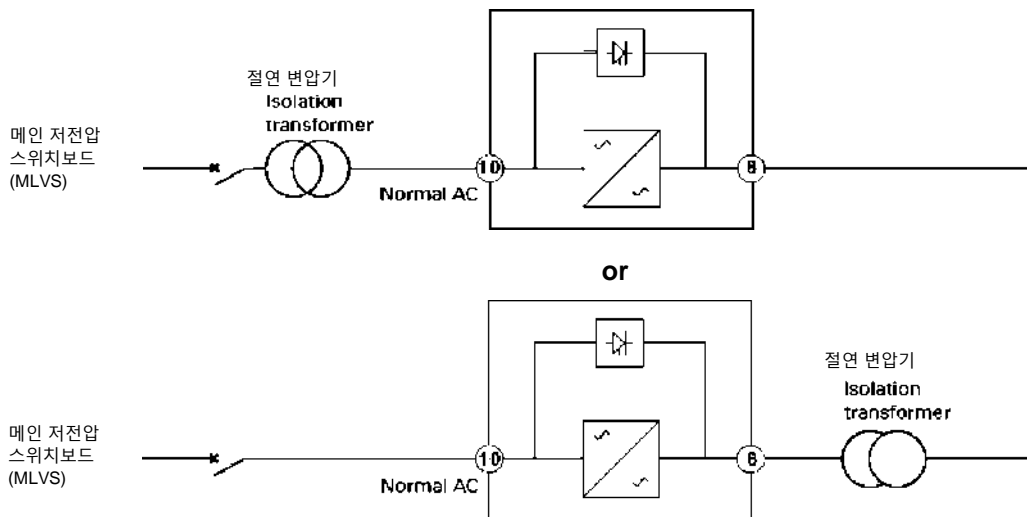 절연 변압기
Isolation
transformer
메인 저전압
스위치보드
(MLVS)
10
Normal AC
8
or
절연 변압기
Isolation
transformer
메인 저전압
스위치보드
(MLVS)
10
Normal AC
8